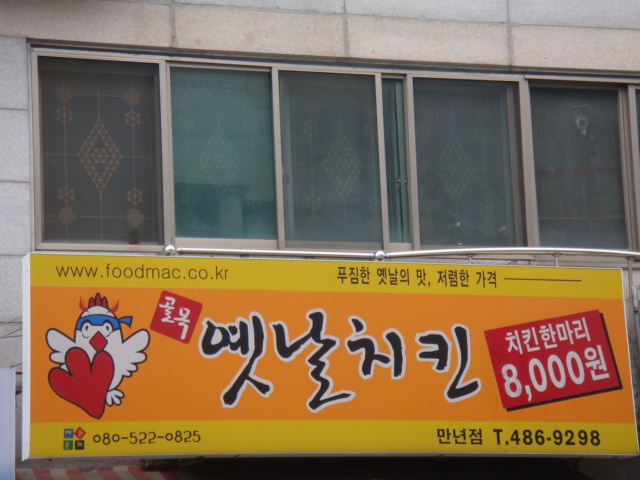 www.foodmac.co.kr
푸짐한 옛날의 맛, 저렴한 가격
골목
옛날치킨
치킨한마리
8,000원
080-522-0825
만년점 T.486-9298